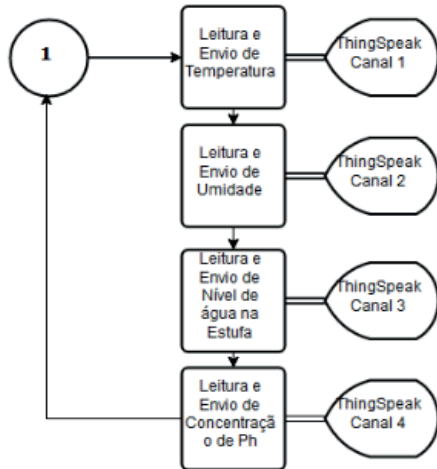 1
Leitura e
Envio de
Temperatura
ThingSpeak
Canal 1
Leitura e
Envio de
Umidade
ThingSpeak
Canal 2
Leitura e
Envio de
Nível de
água na
Estufa
ThingSpeak
Canal 3
Leitura e
Envio de
Concentraçã
o de Ph
ThingSpeak
Canal 4